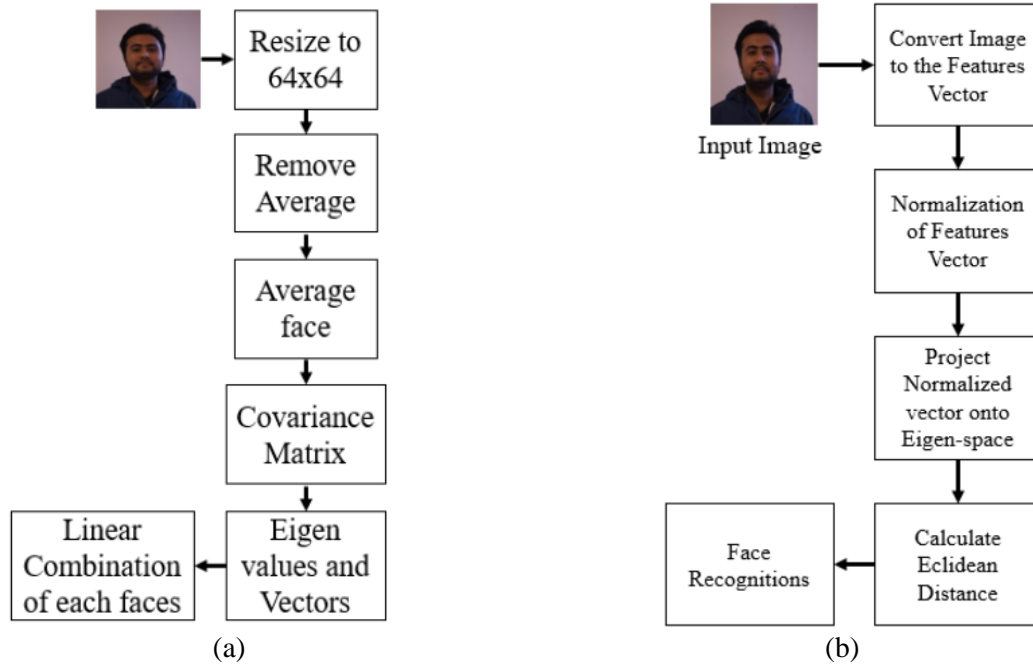 Resize to
64x64
Remove
Average
Average
face
Covariance
Matrix
Eigen
values and
Vectors
Linear
Combination
of each faces
(a)
Input Image
Convert Image
to the Features
Vector
Normalization
of Features
Vector
Project
Normalized
vector onto
Eigen-space
Calculate
Eclidean
Distance
Face
Recognitions
(b)